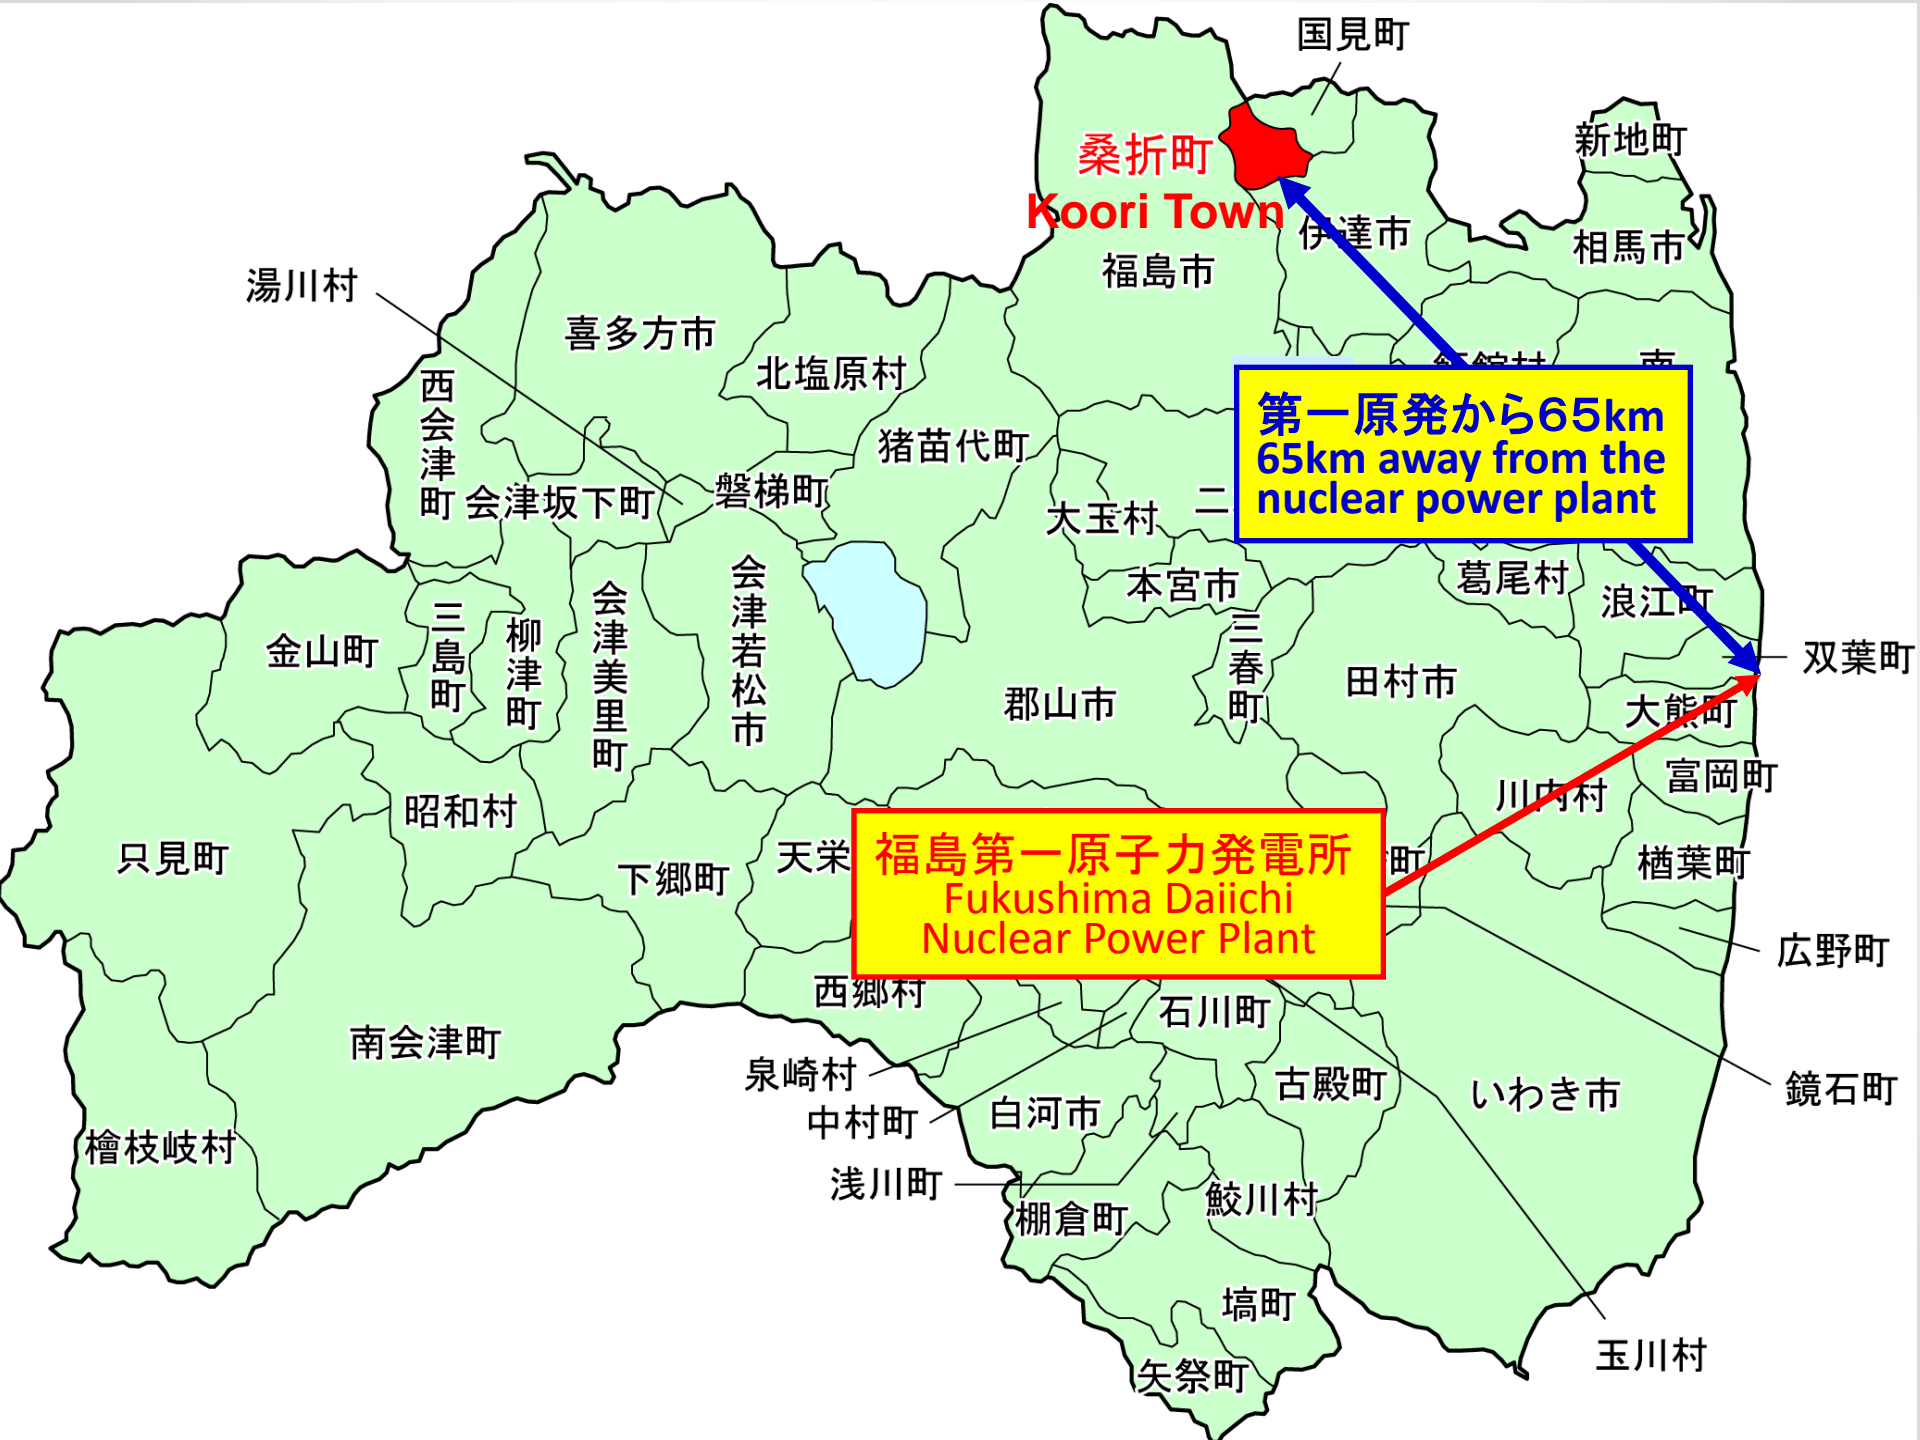 国見町
新地町
桑折町
Koori Town
伊達市
相馬市
福島市
湯川村
喜多方市
北塩原村
西会津町
飯館村
南
第一原発から65km
65km away from the
nuclear power plant
猪苗代町
会津坂下町
磐梯町
大玉村
二
本宮市
葛尾村
浪江町
会津若松市
会津美里町
三島町
柳津町
金山町
三春町
双葉町
田村市
郡山市
大熊町
富岡町
川内村
昭和村
只見町
下郷町
天栄
福島第一原子力発電所
Fukushima Daiichi
Nuclear Power Plant
町
楢葉町
広野町
西郷村
石川町
南会津町
泉崎村
古殿町
いわき市
鏡石町
中村町
白河市
檜枝岐村
浅川町
鮫川村
棚倉町
塙町
玉川村
矢祭町